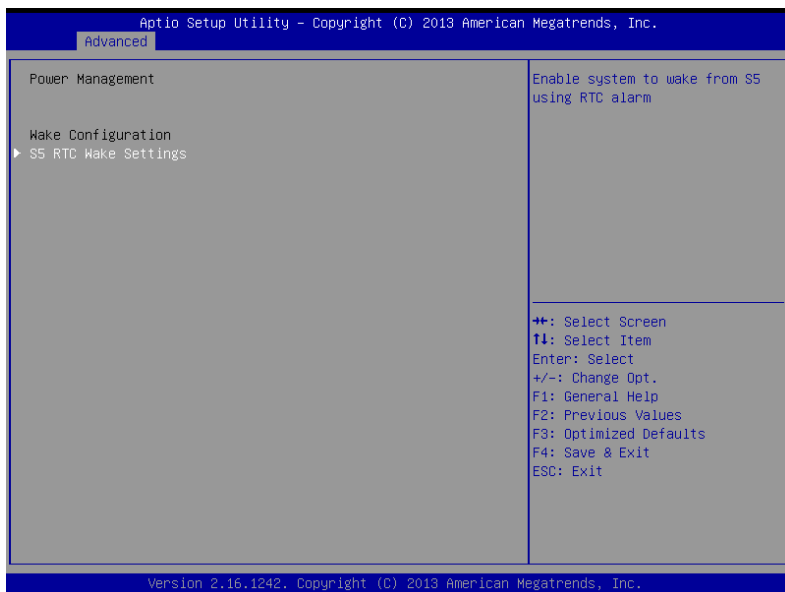 Aptio Setup Utility – Copyright (C) 2013 American Megatrends, Inc.
Advanced
Power Management
Wake Configuration
▶ S5 RTC Wake Settings
Enable system to wake from S5
using RTC alarm
→←: Select Screen
↑↓: Select Item
Enter: Select
+/-: Change Opt.
F1: General Help
F2: Previous Values
F3: Optimized Defaults
F4: Save & Exit
ESC: Exit
Version 2.16.1242. Copyright (C) 2013 American Megatrends, Inc.